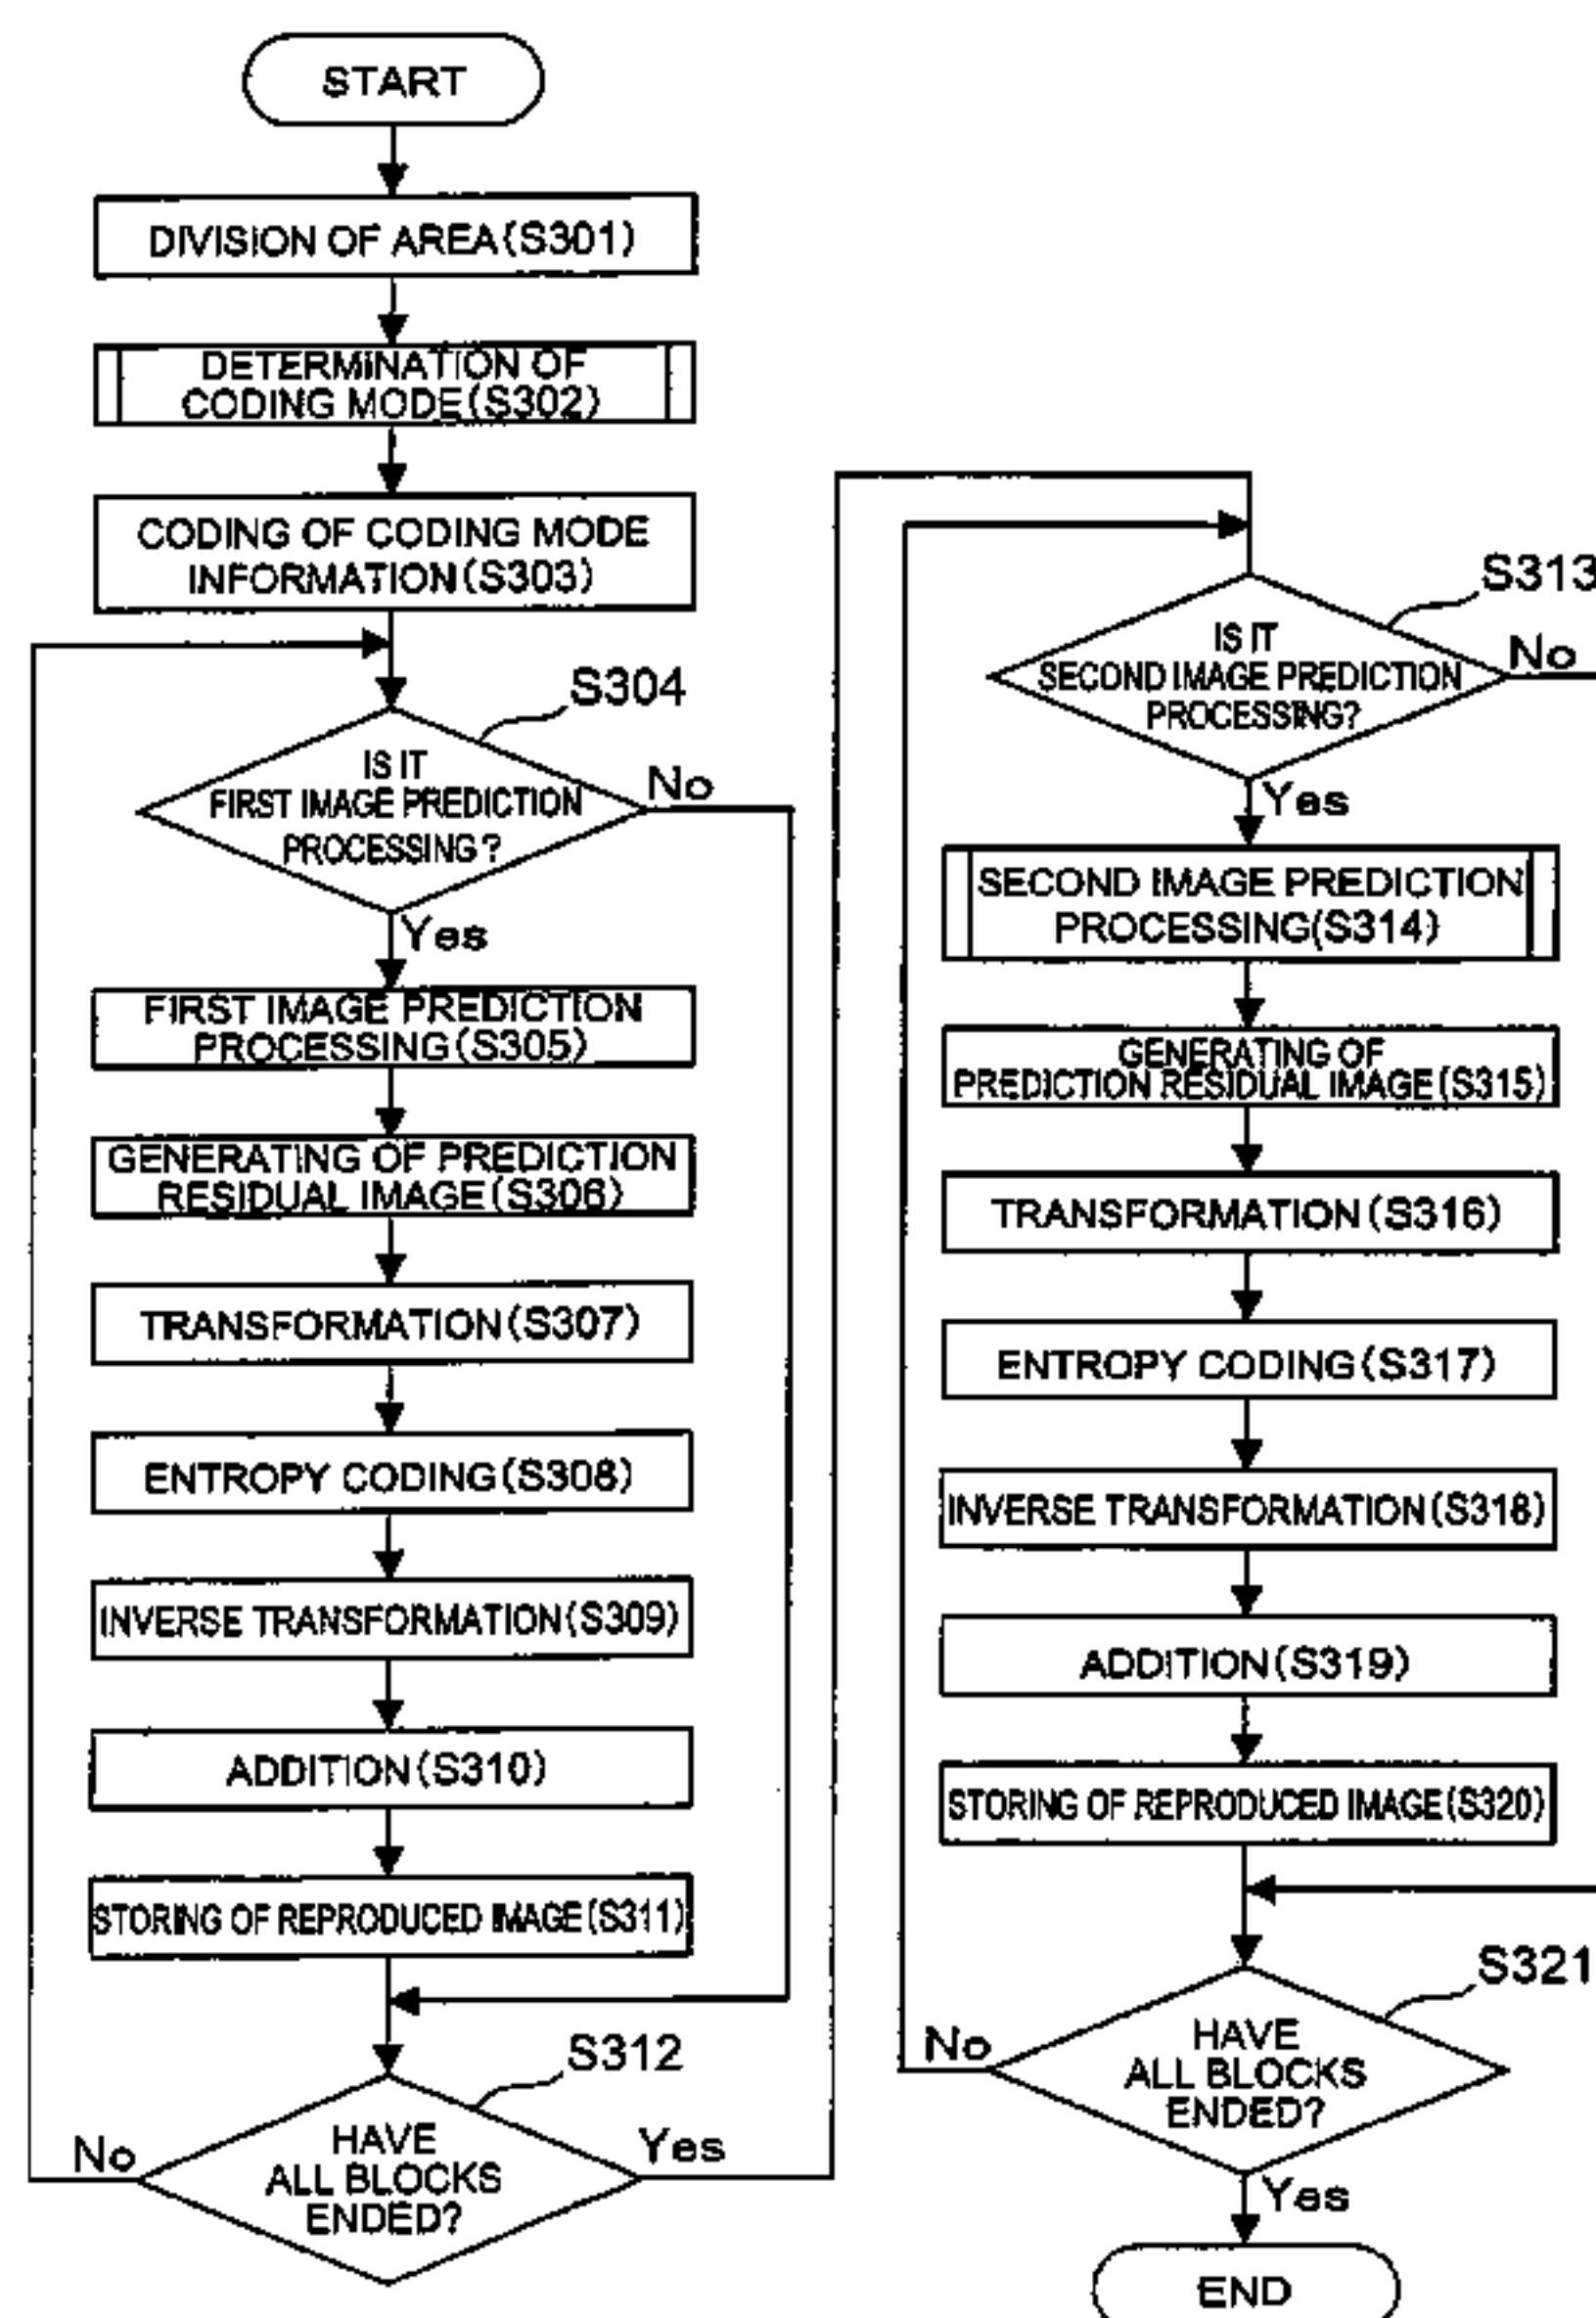 START
DIVISION OF AREA(S301)
DETERMINATION OF
CODING MODE(S302)
CODING OF CODING MODE
INFORMATION(S303)
S304
IS IT
FIRST IMAGE PREDICTION
PROCESSING?
No
Yes
FIRST IMAGE PREDICTION
PROCESSING(S305)
GENERATING OF PREDICTION
RESIDUAL IMAGE(S306)
TRANSFORMATION(S307)
ENTROPY CODING(S308)
INVERSE TRANSFORMATION(S309)
ADDITION(S310)
STORING OF REPRODUCED IMAGE(S311)
S312
HAVE
ALL BLOCKS
ENDED?
No
Yes
S313
IS IT
SECOND IMAGE PREDICTION
PROCESSING?
No
Yes
SECOND IMAGE PREDICTION
PROCESSING(S314)
GENERATING OF
PREDICTION RESIDUAL IMAGE(S315)
TRANSFORMATION(S316)
ENTROPY CODING(S317)
INVERSE TRANSFORMATION(S318)
ADDITION(S319)
STORING OF REPRODUCED IMAGE(S320)
S321
HAVE
ALL BLOCKS
ENDED?
No
Yes
END